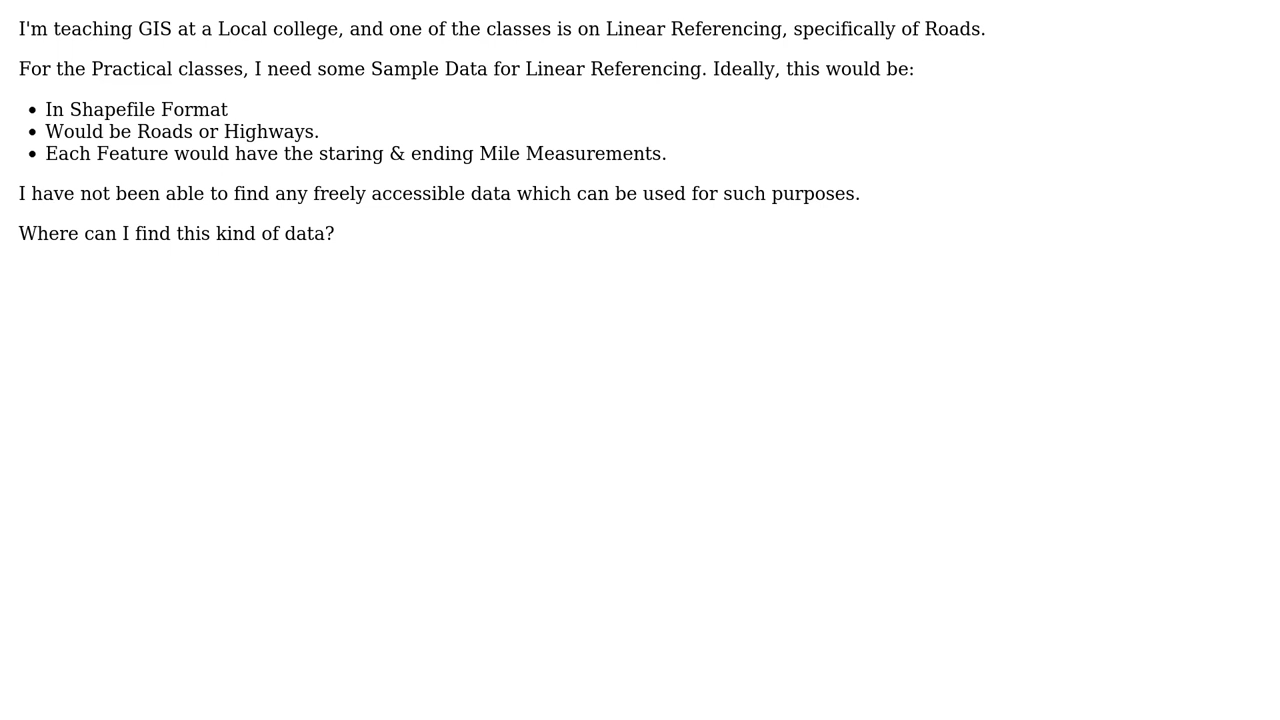 I'm teaching GIS at a Local college, and one of the classes is on Linear Referencing, specifically of Roads.
For the Practical classes, I need some Sample Data for Linear Referencing. Ideally, this would be:
• In Shapefile Format
• Would be Roads or Highways.
• Each Feature would have the staring & ending Mile Measurements.
I have not been able to find any freely accessible data which can be used for such purposes.
Where can I find this kind of data?